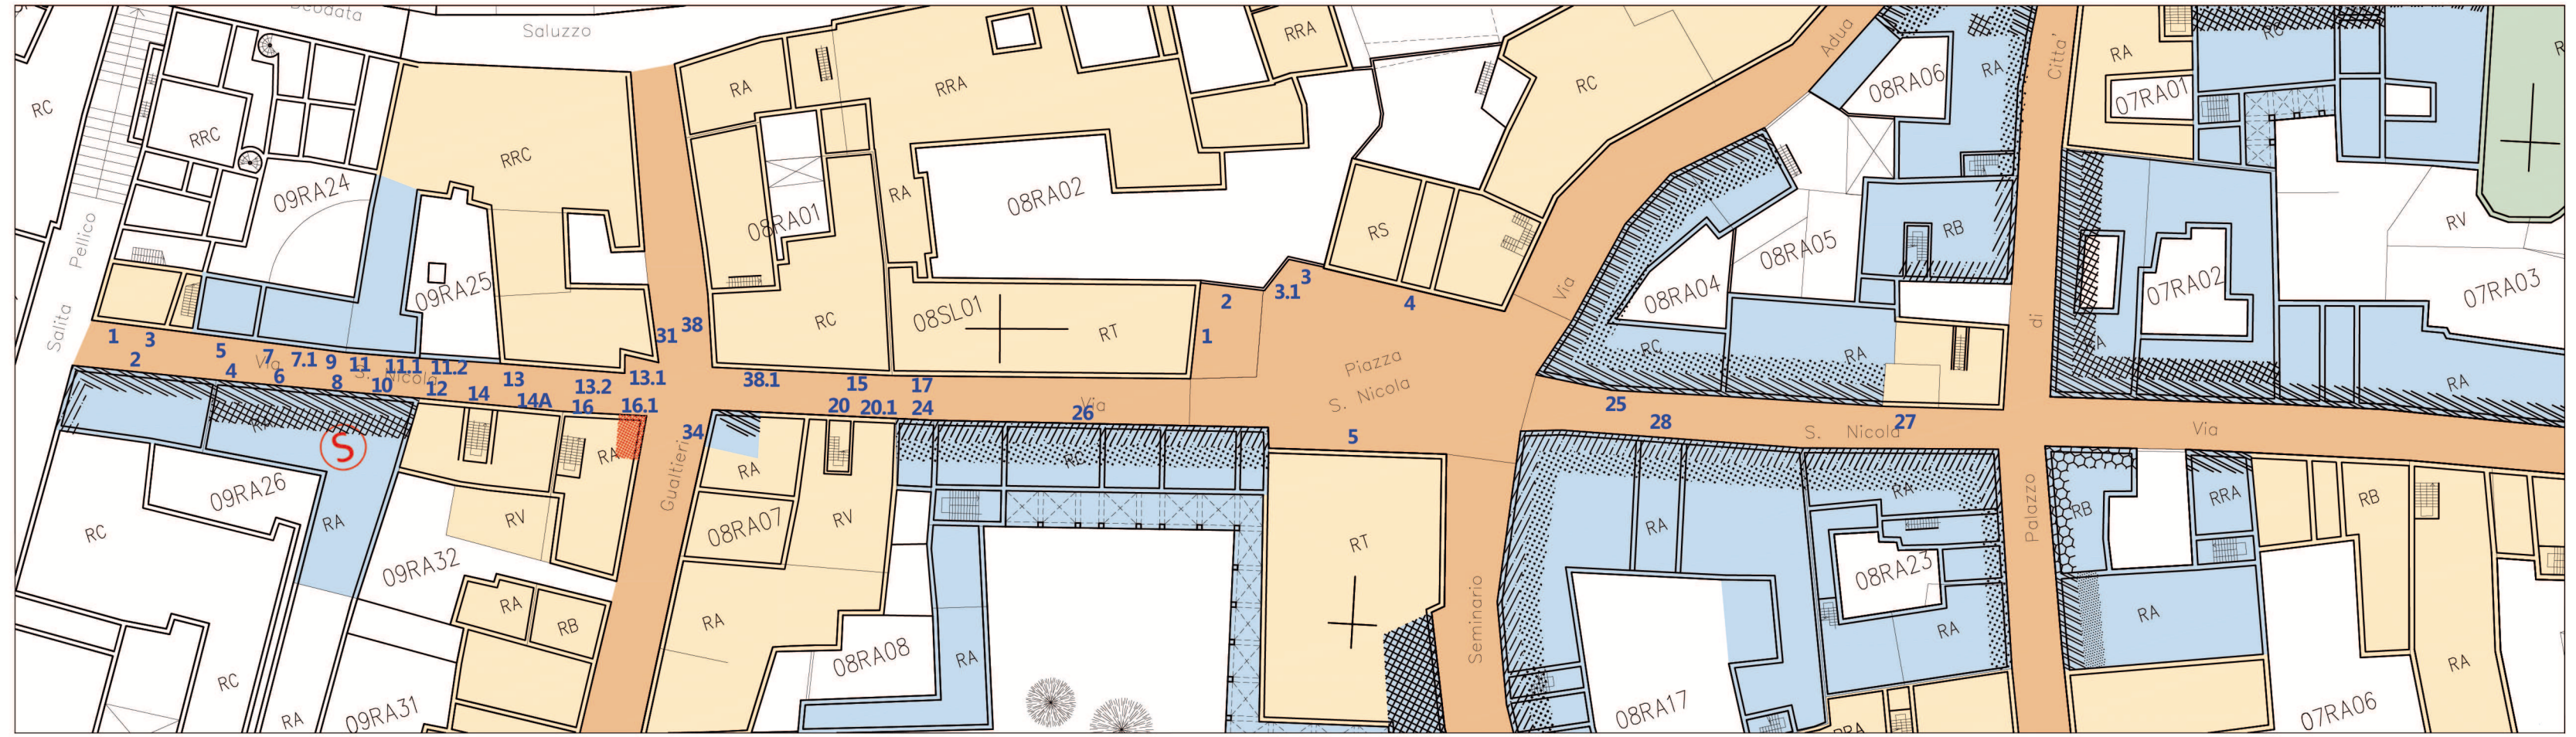 Deodata
Saluzzo
Adua
Citta'
RC
RRC
RRC
RA
RRA
RRA
RC
RA
08RA06
RA
07RA01
09RA24
08RA01
RA
08RA02
RS
08RA05
RB
RV
Pellico
Salita
09RA25
RC
08SL01
RT
Via
08RA04
di
07RA02
07RA03
2
3.1
3
4
1
1
3
2
31
38
5
4
Via
7
6
7.1
9
8
S. Nicola
11
10
11.1
11.2
12
14
13
14A
13.2
16
13.1
16.1
38.1
15
20
20.1
17
24
Via
26
Piazza
S. Nicola
5
RC
RA
RA
25
28
S. Nicola
27
Via
34
S
RA
RA
RC
09RA26
RA
RV
Gualtieri
08RA07
RV
RC
RT
RA
RA
08RA23
Palazzo
RB
RRA
RB
09RA32
RA
RB
RA
08RA08
RA
Seminario
RA
RA
RA
RC
RA
09RA31
08RA17
RRA
07RA06